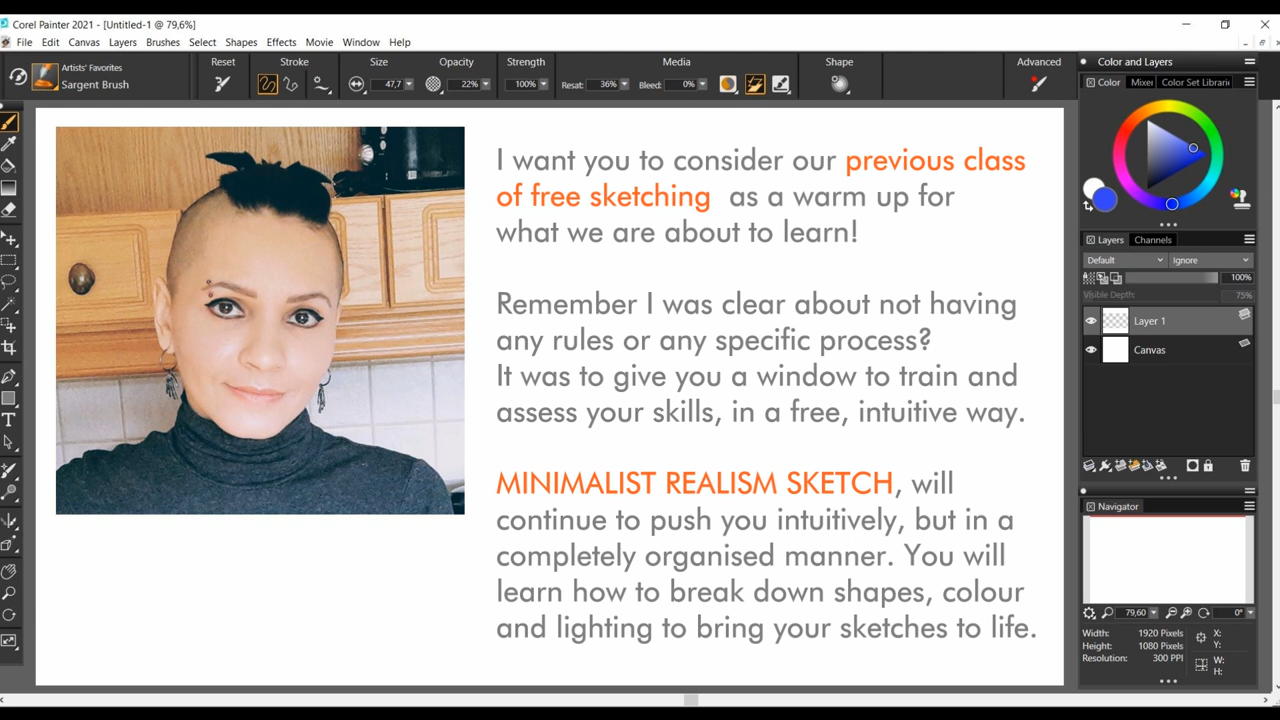 Corel Painter 2021 - [Untitled-1 @ 79,6%]
File Edit Canvas Layers Brushes Select Shapes Effects Movie Window Help
Artists' Favorites
Sargent Brush
Reset
Stroke
Size
47,7
Opacity
22%
Strength
100%
Media
Resat: 36%
Bleed: 0%
Shape
Advanced
I want you to consider our previous class
of free sketching as a warm up for
what we are about to learn!
Remember I was clear about not having
any rules or any specific process?
It was to give you a window to train and
assess your skills, in a free, intuitive way.
MINIMALIST REALISM SKETCH, will
continue to push you intuitively, but in a
completely organised manner. You will
learn how to break down shapes, colour
and lighting to bring your sketches to life.
Color and Layers
Color Mixer Color Set Librarie
Layers Channels
Default Ignore
100%
Visible Depth: 75%
Layer 1
Canvas
Navigator
79,60 0°
Width: 1920 Pixels X:
Height: 1080 Pixels Y:
Resolution: 300 PPI W:
H: